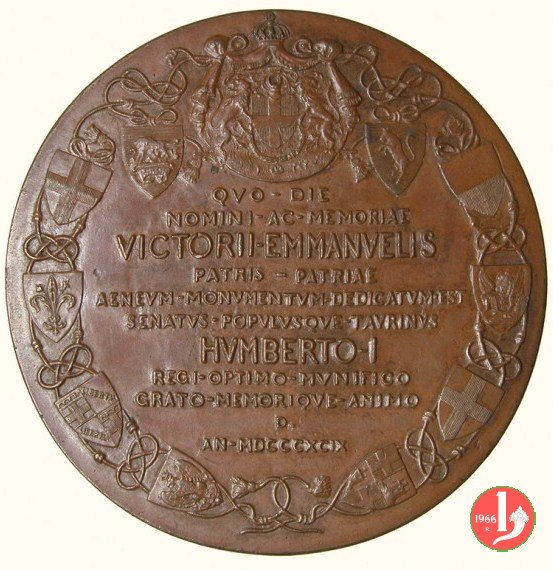 QVO-DIE
NOMINI-AC-MEMORIAE
VICTORII-EMMANVELIS
PATRIS-PATRIAE
AENEVM-MONVMENTVM-DEDICATVM-EST
SENATVS-POPVLVSQVE-TAVRINVS
HVMBERTO-I
REGI-OPTIMO-MVNIFICO
GRATO-MEMORIQVE-ANIMO
D.
AN-MDCCCXCIX
LIBERTAS
1966
R.